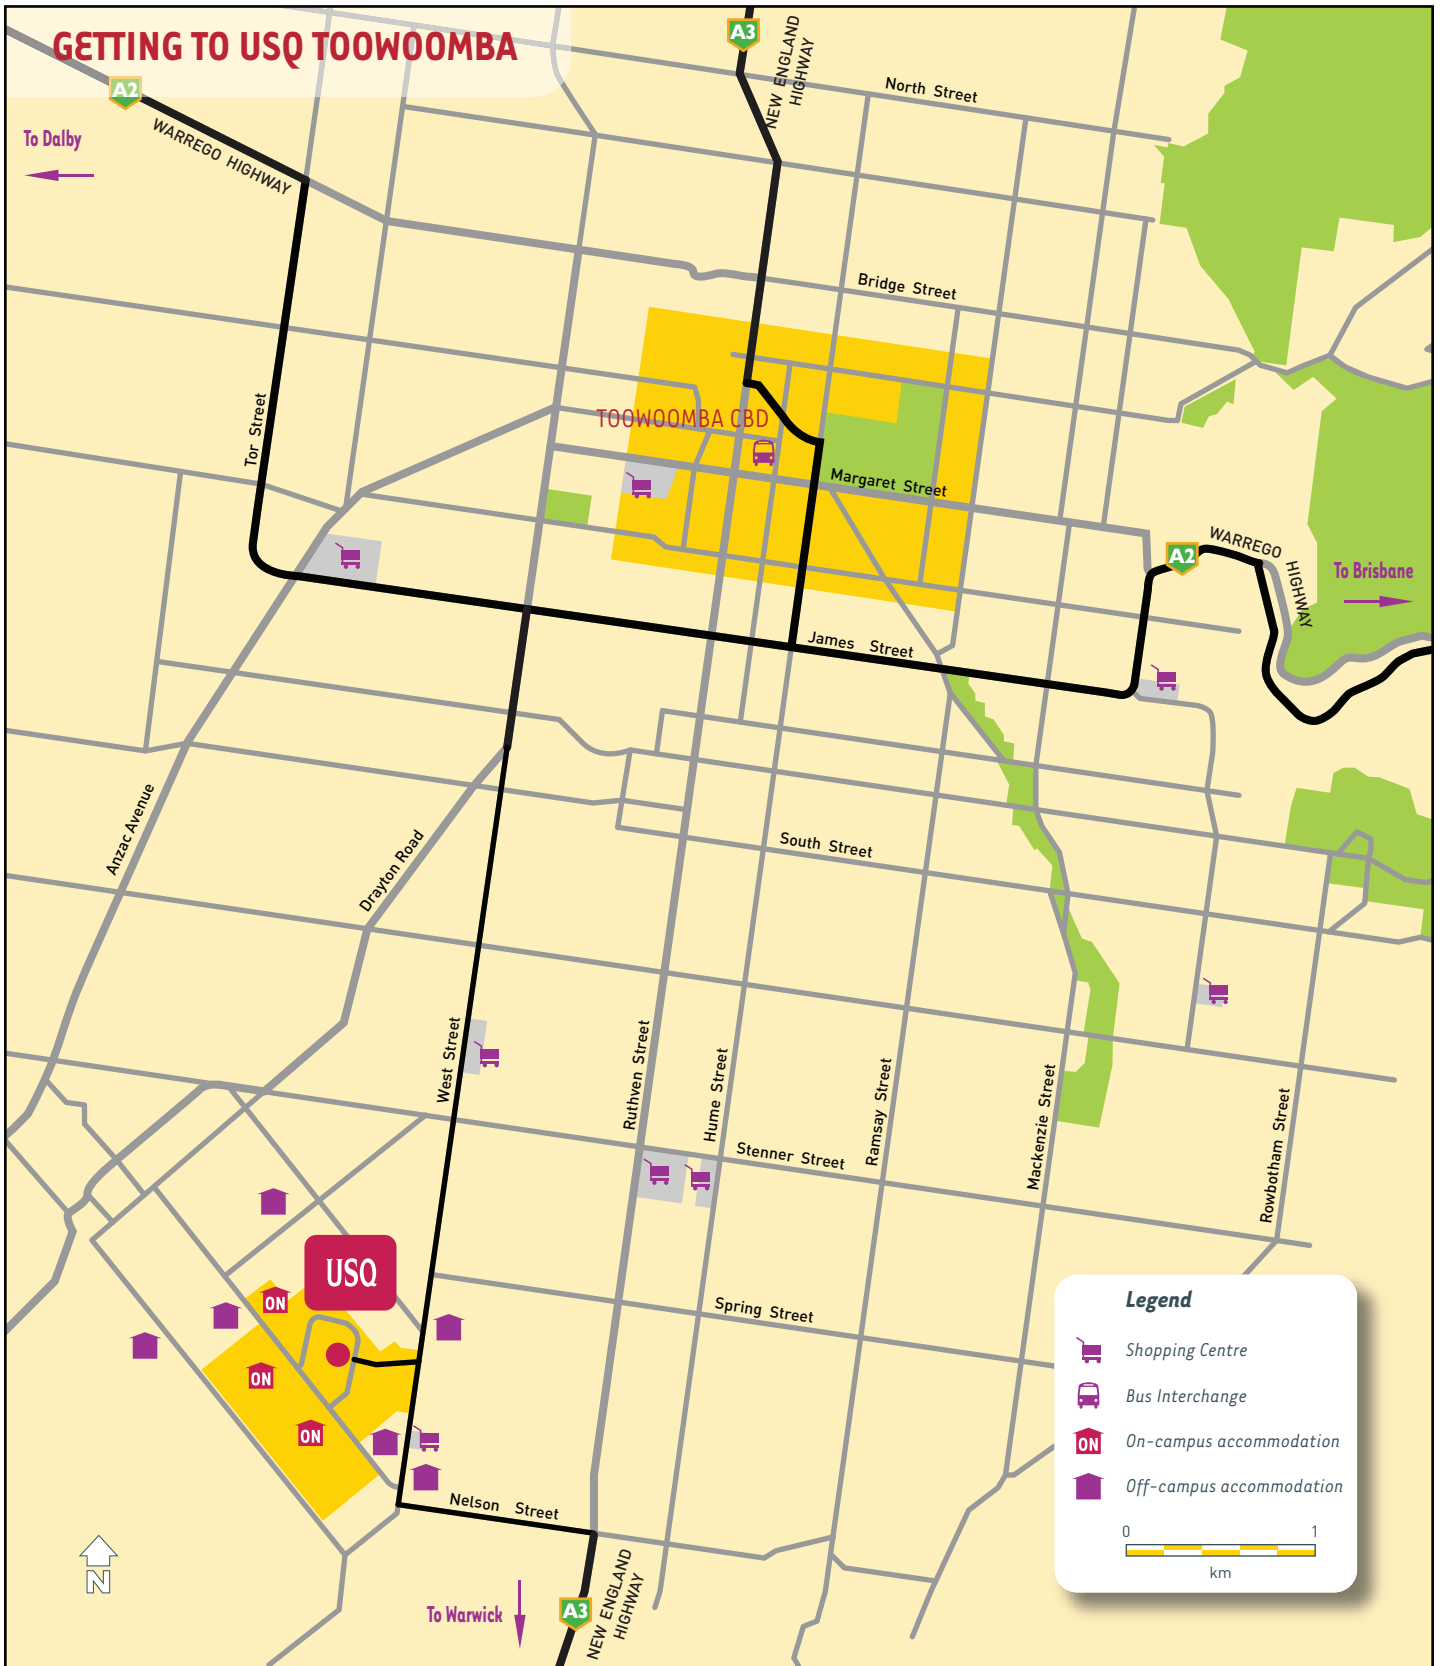 GETTING TO USQ TOOWOOMBA
A3
NEW ENGLAND
HIGHWAY
North Street
A2
WARREGO HIGHWAY
To Dalby
Bridge Street
Tor Street
TOOWOOMBA CBD
Margaret Street
A2
WARREGO
HIGHWAY
To Brisbane
James Street
Anzac Avenue
Drayton Road
South Street
West Street
Ruthven Street
Hume Street
Ramsay Street
Mackenzie Street
Rowbotham Street
Stenner Street
USQ
ON
ON
ON
Spring Street
Nelson Street
N
To Warwick
A3
NEW ENGLAND
HIGHWAY
Legend
Shopping Centre
Bus Interchange
ON On-campus accommodation
Off-campus accommodation
0 1
km